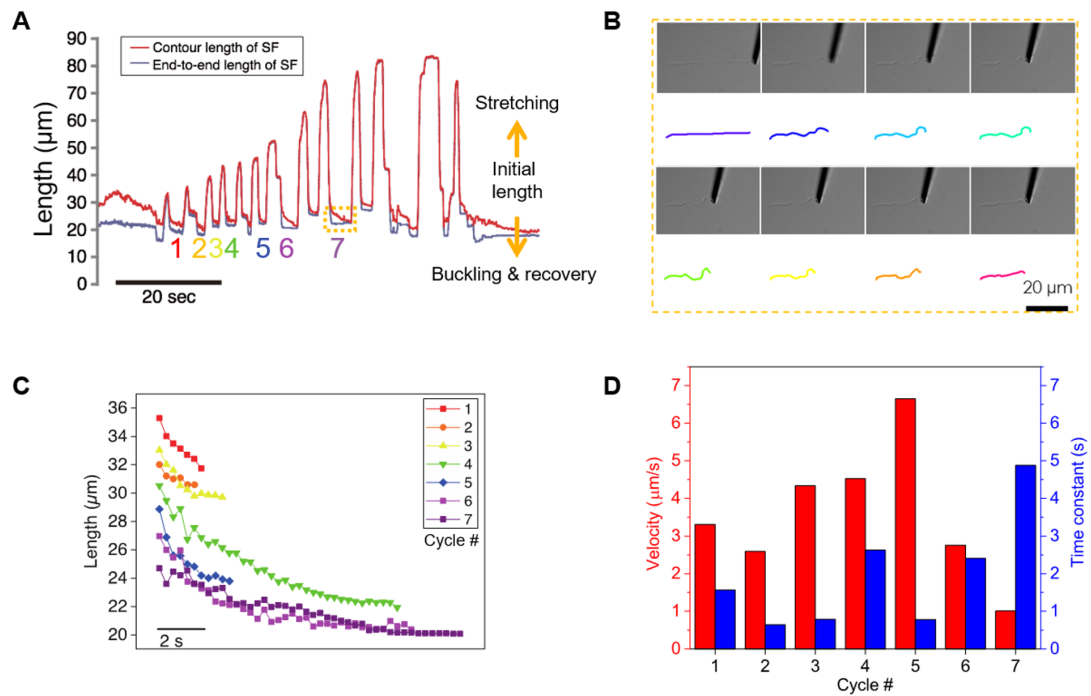 A
Contour length of SF
End-to-end length of SF
Length (µm)
90
80
70
60
50
40
30
20
10
0
Stretching
Initial
length
Buckling & recovery
1 2 3 4 5 6 7
20 sec
B
20 µm
C
Length (µm)
36
34
32
30
28
26
24
22
20
2 s
1
2
3
4
5
6
7
Cycle #
D
Velocity (µm/s)
7
6
5
4
3
2
1
0
Time constant (s)
7
6
5
4
3
2
1
0
1 2 3 4 5 6 7
Cycle #